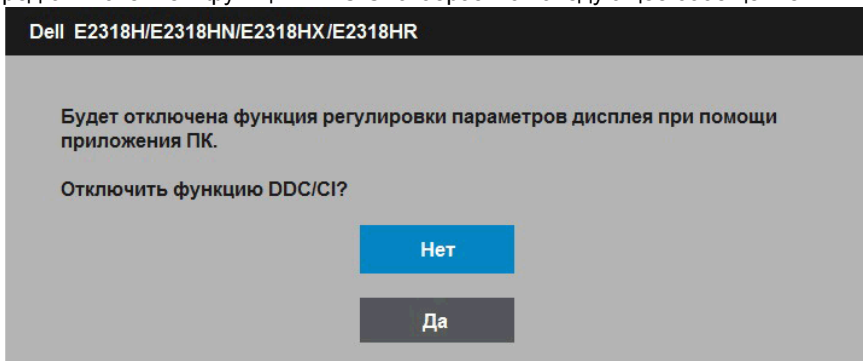 Dell E2318H/E2318HN/E2318HX/E2318HR
Будет отключена функция регулировки параметров дисплея при помощи
приложения ПК.
Отключить функцию DDC/CI?
Нет
Да